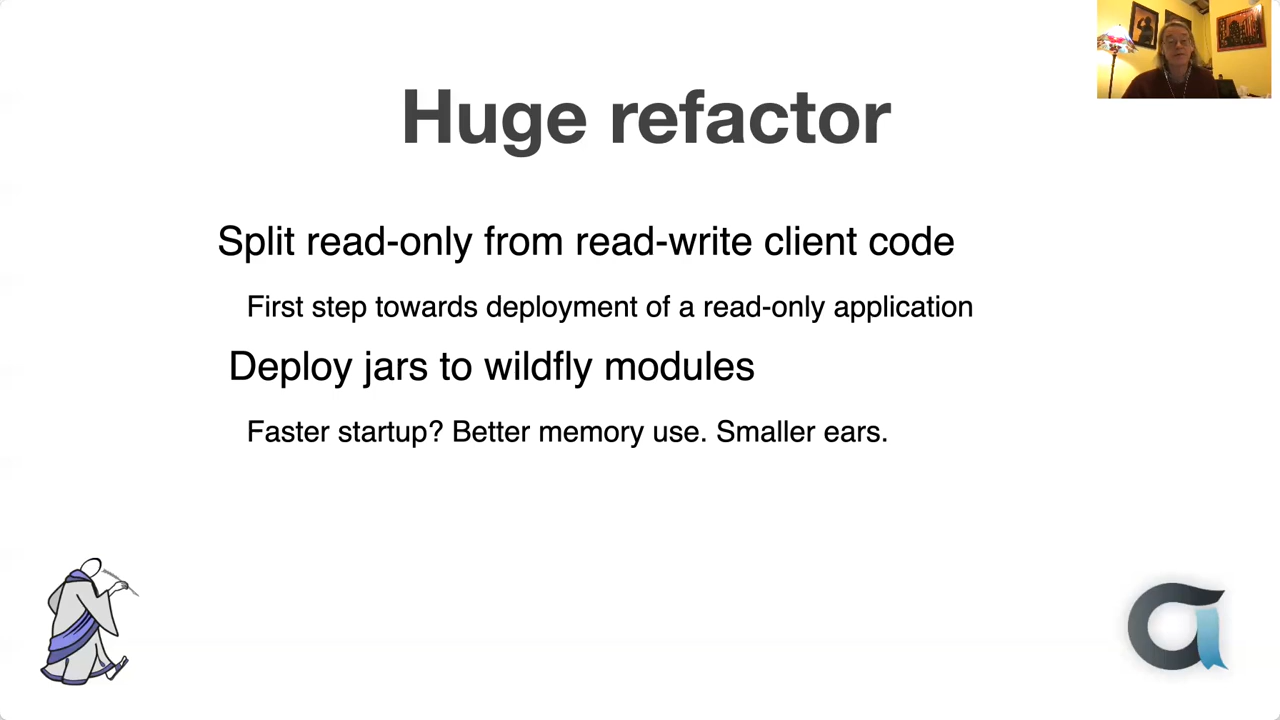 Huge refactor
Split read-only from read-write client code
First step towards deployment of a read-only application
Deploy jars to wildfly modules
Faster startup? Better memory use. Smaller ears.